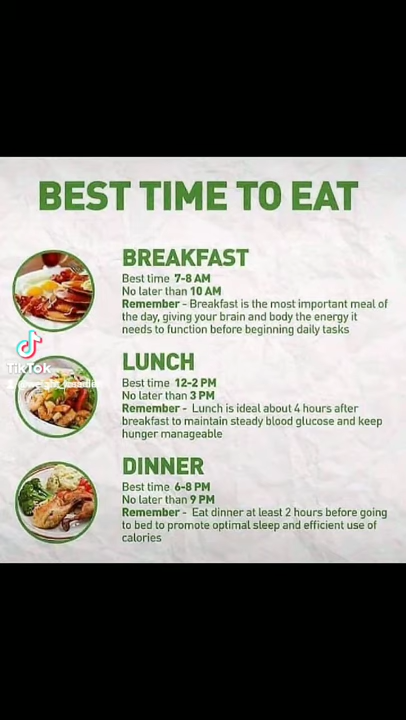 BEST TIME TO EAT
BREAKFAST
Best time 7-8 AM
No later than 10 AM
Remember - Breakfast is the most important meal of
the day, giving your brain and body the energy it
needs to function before beginning daily tasks
TikTok
LUNCH
Best time 12-2 PM
No later than 3 PM
Remember - Lunch is ideal about 4 hours after
breakfast to maintain steady blood glucose and keep
hunger manageable
DINNER
Best time 6-8 PM
No later than 9 PM
Remember - Eat dinner at least 2 hours before going
to bed to promote optimal sleep and efficient use of
calories